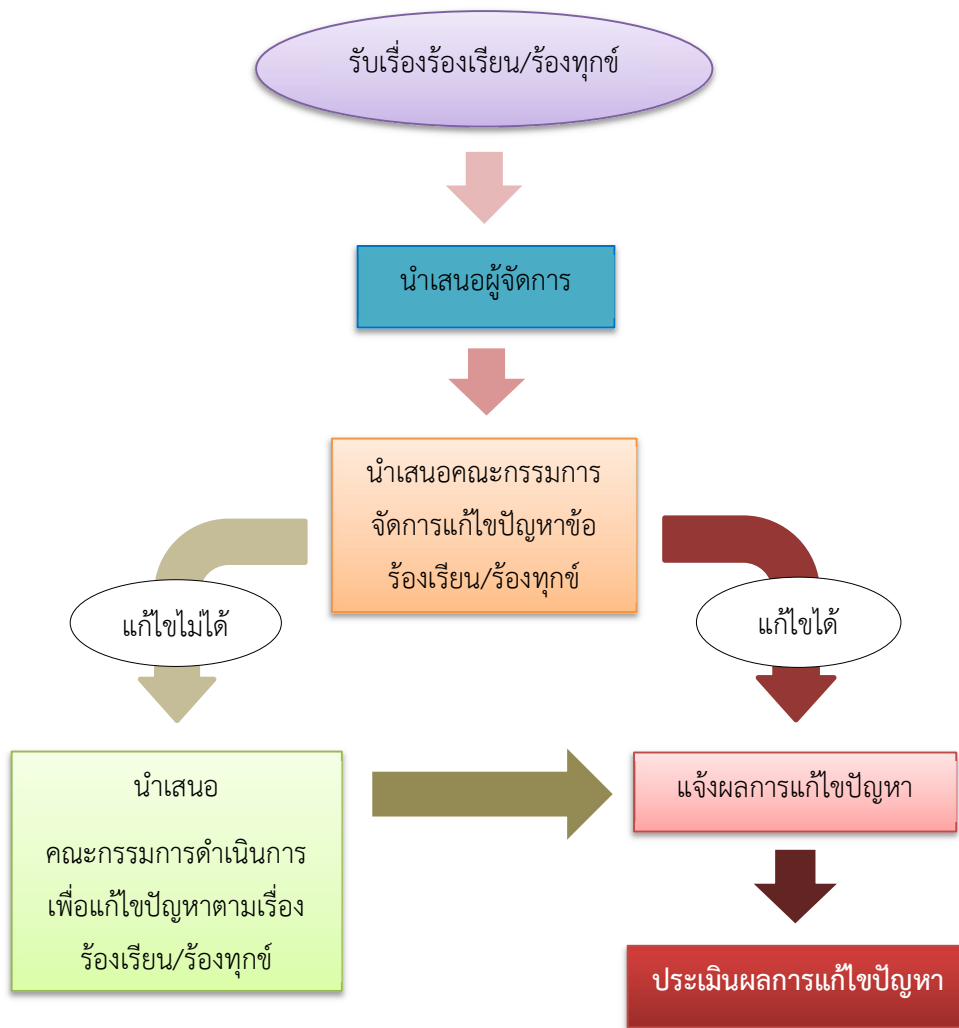 รับเรื่องร้องเรียน/ร้องทุกข์
นำเสนอผู้จัดการ
นำเสนอคณะกรรมการ
จัดการแก้ไขปัญหาข้อ
ร้องเรียน/ร้องทุกข์
แก้ไขไม่ได้
แก้ไขได้
นำเสนอ
คณะกรรมการดำเนินการ
เพื่อแก้ไขปัญหาตามเรื่อง
ร้องเรียน/ร้องทุกข์
แจ้งผลการแก้ไขปัญหา
ประเมินผลการแก้ไขปัญหา